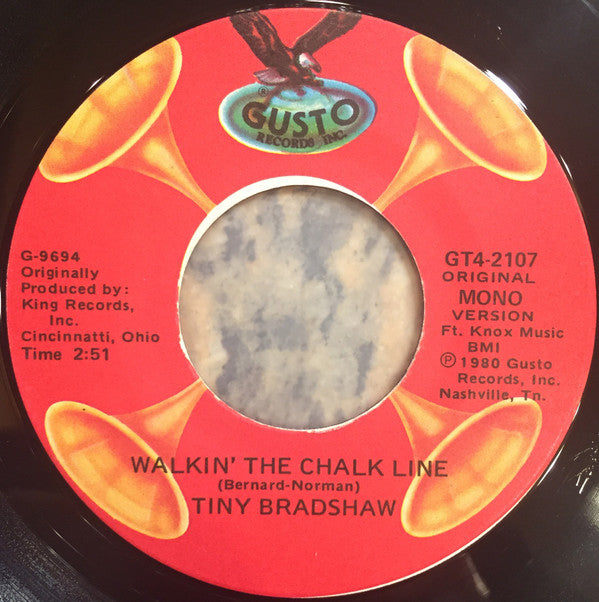 ®
GUSTO
RECORDS INC.
G-9694
Originally
Produced by:
King Records,
Inc.
Cincinnatti, Ohio
Time 2:51
GT4-2107
ORIGINAL
MONO
VERSION
Ft. Knox Music
BMI
℗ 1980 Gusto
Records, Inc.
Nashville, Tn.
WALKIN' THE CHALK LINE
(Bernard-Norman)
TINY BRADSHAW